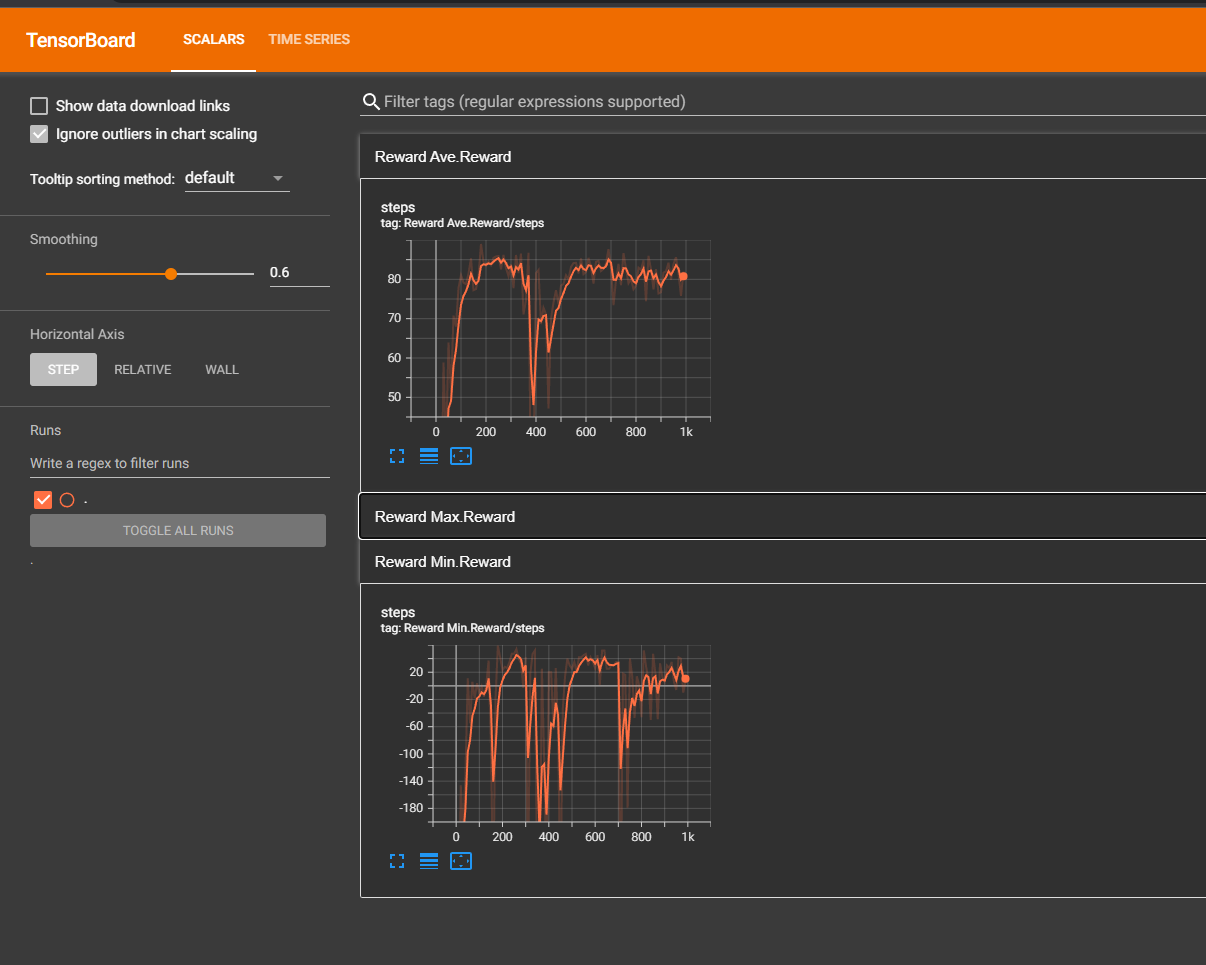 TensorBoard SCALARS TIME SERIES
Show data download links
Ignore outliers in chart scaling
Tooltip sorting method: default
Smoothing
0.6
Horizontal Axis
STEP RELATIVE WALL
Runs
Write a regex to filter runs
.
TOGGLE ALL RUNS
.
Filter tags (regular expressions supported)
Reward Ave.Reward
steps
tag: Reward Ave.Reward/steps
80
70
60
50
0 200 400 600 800 1k
Reward Max.Reward
Reward Min.Reward
steps
tag: Reward Min.Reward/steps
20
-20
-60
-100
-140
-180
0 200 400 600 800 1k